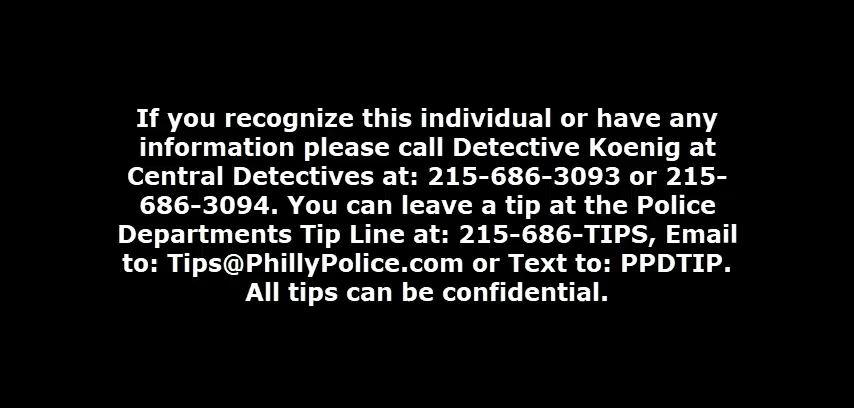 If you recognize this individual or have any
information please call Detective Koenig at
Central Detectives at: 215-686-3093 or 215-
686-3094. You can leave a tip at the Police
Departments Tip Line at: 215-686-TIPS, Email
to: Tips@PhillyPolice.com or Text to: PPDTIP.
All tips can be confidential.